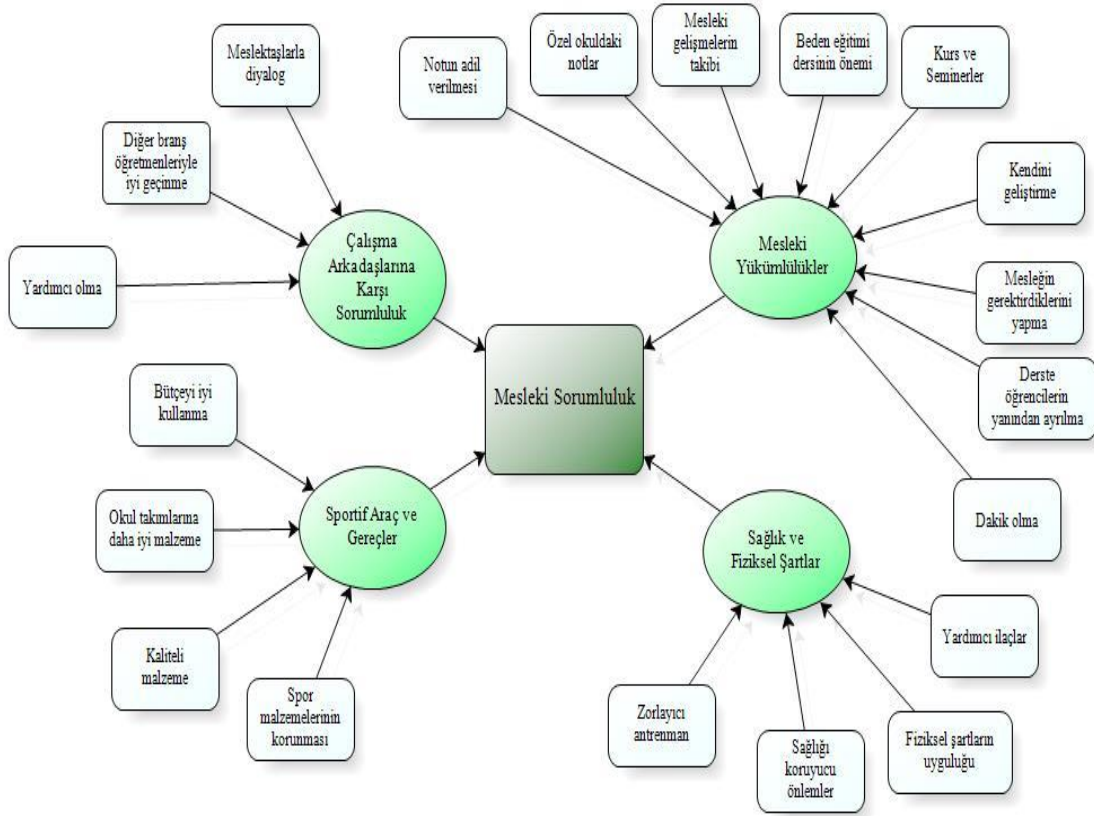 Meslektaşlarla
diyalog
Diğer branş
öğretmenleriyle
iyi geçinme
Yardımcı olma
Çalışma
Arkadaşlarına
Karşı
Sorumluluk
Notun adil
verilmesi
Özel okuldaki
notlar
Mesleki
gelişmelerin
takibi
Beden eğitimi
dersinin önemi
Kurs ve
Seminerler
Kendini
geliştirme
Mesleğin
gerektirdiklerini
yapma
Derste
öğrencilerin
yanından ayrılma
Dakik olma
Mesleki
Yükümlülükler
Mesleki Sorumluluk
Bütçeyi iyi
kullanma
Okul takımlarına
daha iyi malzeme
Kaliteli
malzeme
Spor
malzemelerinin
korunması
Sportif Araç ve
Gereçler
Sağlık ve
Fiziksel Şartlar
Zorlayıcı
antrenman
Sağlığı
koruyucu
önlemler
Fiziksel şartların
uyguluğu
Yardımcı ilaçlar